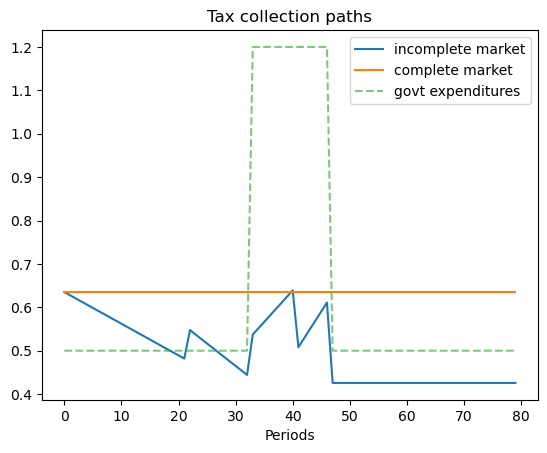 Tax collection paths
incomplete market
complete market
govt expenditures
1.2
1.1
1.0
0.9
0.8
0.7
0.6
0.5
0.4
0 10 20 30 40 50 60 70 80
Periods